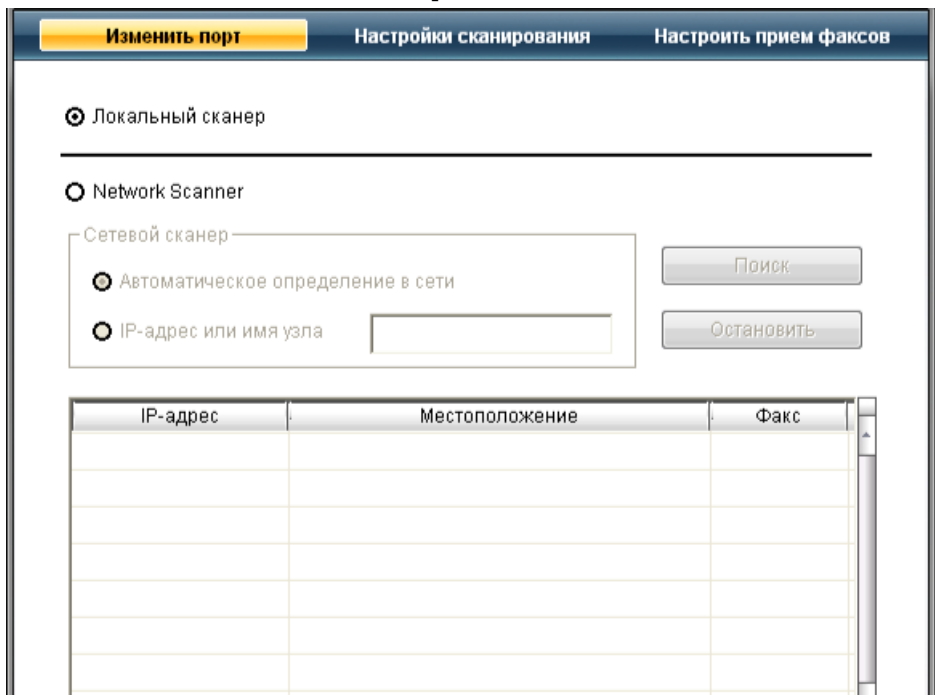 Изменить порт Настройки сканирования Настроить прием факсов
Локальный сканер
Network Scanner
Сетевой сканер
Автоматическое определение в сети
Поиск
IP-адрес или имя узла
Остановить
IP-адрес Местоположение Факс